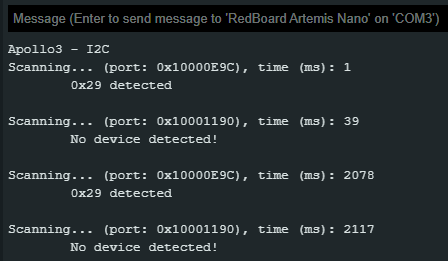 Message (Enter to send message to 'RedBoard Artemis Nano' on 'COM3')
Apollo3 - I2C
Scanning... (port: 0x10000E9C), time (ms): 1
0x29 detected
Scanning... (port: 0x10001190), time (ms): 39
No device detected!
Scanning... (port: 0x10000E9C), time (ms): 2078
0x29 detected
Scanning... (port: 0x10001190), time (ms): 2117
No device detected!